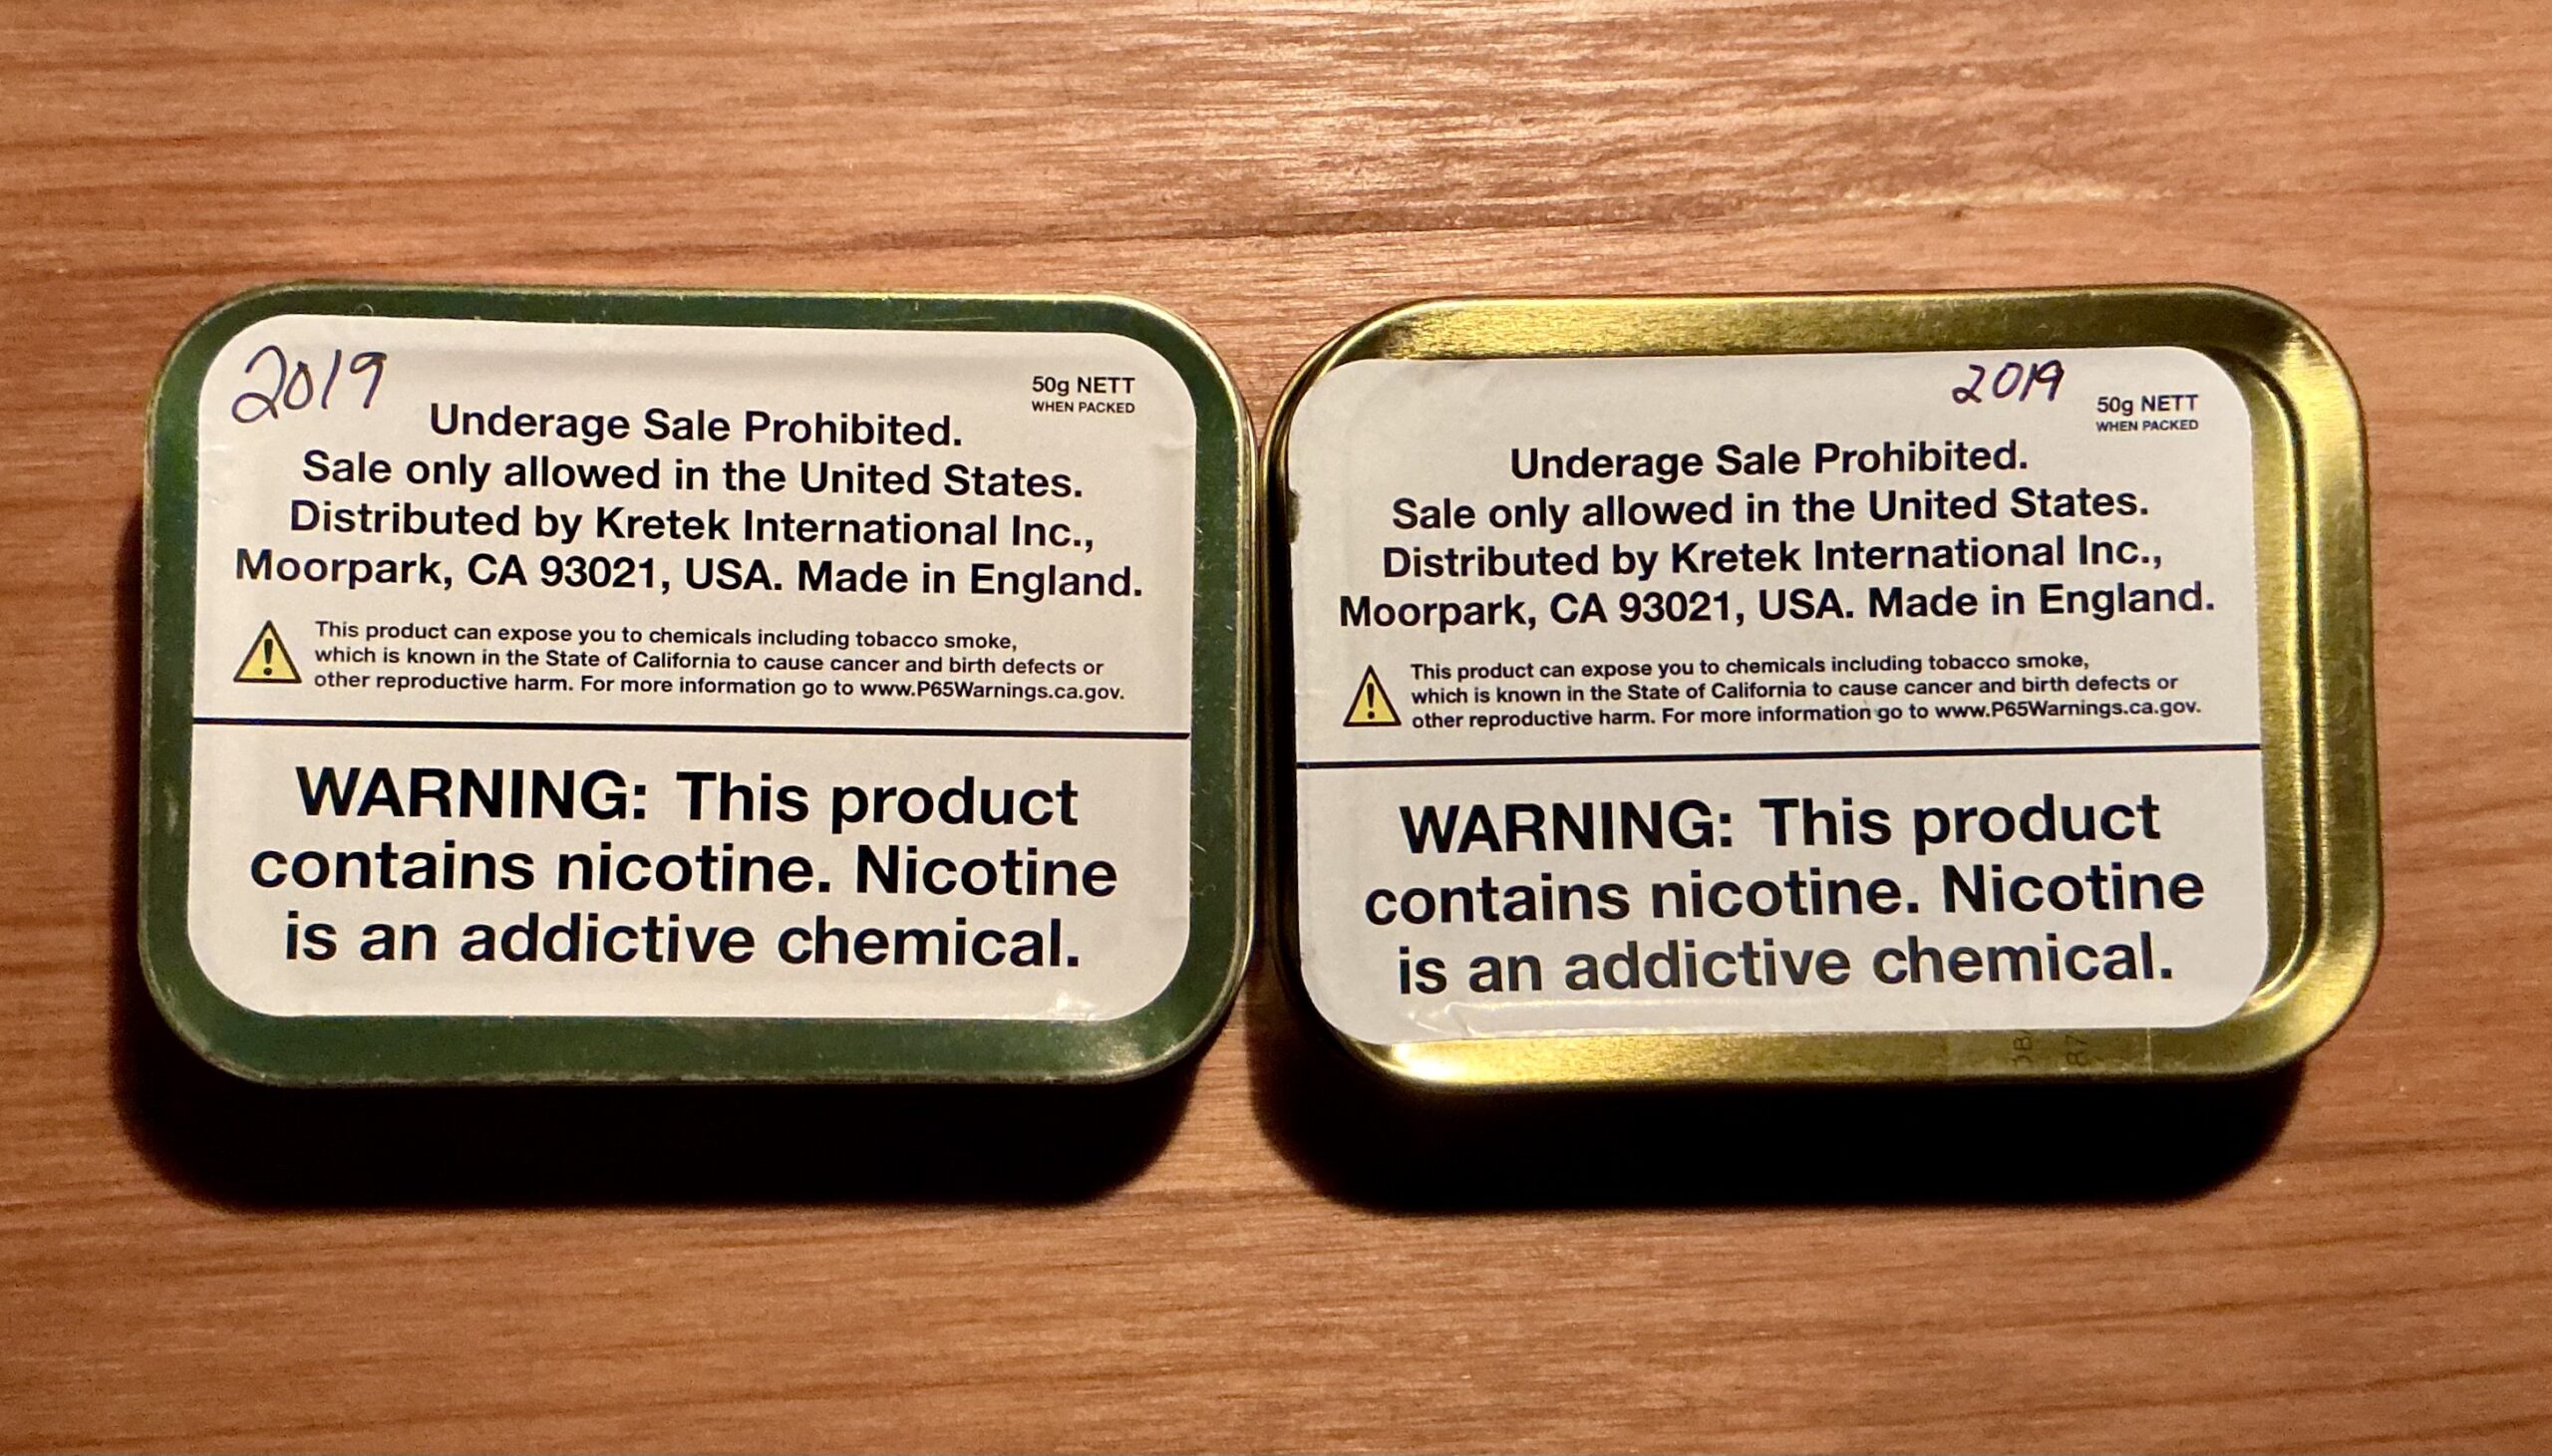 2019
50g NETT
WHEN PACKED
Underage Sale Prohibited.
Sale only allowed in the United States.
Distributed by Kretek International Inc.,
Moorpark, CA 93021, USA. Made in England.
This product can expose you to chemicals including tobacco smoke,
which is known in the State of California to cause cancer and birth defects or
other reproductive harm. For more information go to www.P65Warnings.ca.gov.
WARNING: This product
contains nicotine. Nicotine
is an addictive chemical.
2019
50g NETT
WHEN PACKED
Underage Sale Prohibited.
Sale only allowed in the United States.
Distributed by Kretek International Inc.,
Moorpark, CA 93021, USA. Made in England.
This product can expose you to chemicals including tobacco smoke,
which is known in the State of California to cause cancer and birth defects or
other reproductive harm. For more information go to www.P65Warnings.ca.gov.
WARNING: This product
contains nicotine. Nicotine
is an addictive chemical.